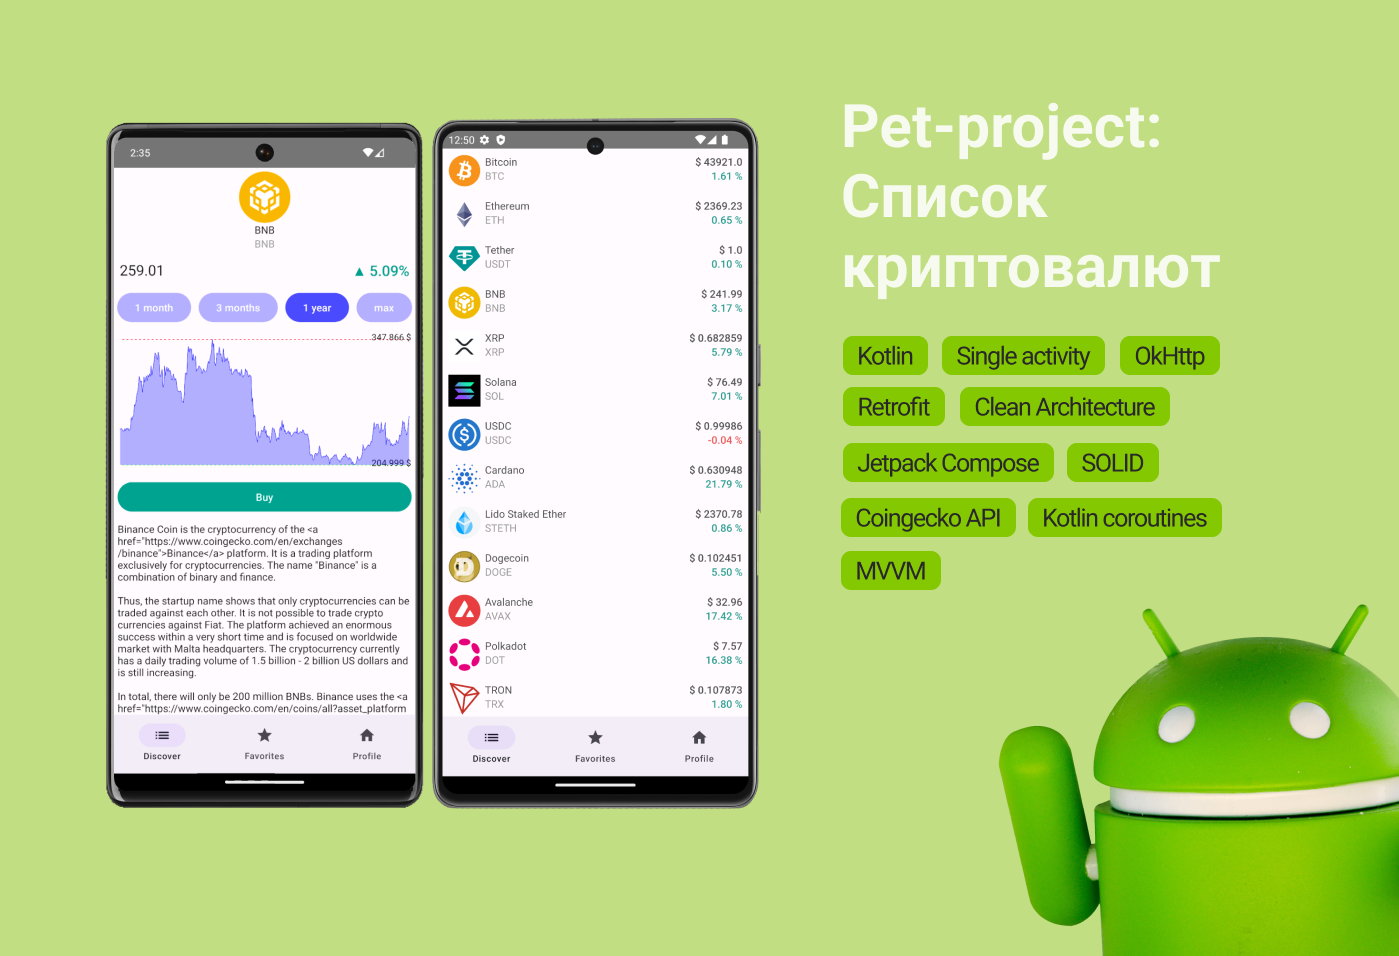 2:35
BNB
BNB
259.01
▲ 5.09%
1 month
3 months
1 year
max
347.866 $
204.999 $
Buy
Binance Coin is the cryptocurrency of the <a
href="https://www.coingecko.com/en/exchanges
/binance">Binance</a> platform. It is a trading platform
exclusively for cryptocurrencies. The name "Binance" is a
combination of binary and finance.
Thus, the startup name shows that only cryptocurrencies can be
traded against each other. It is not possible to trade crypto
currencies against Fiat. The platform achieved an enormous
success within a very short time and is focused on worldwide
market with Malta headquarters. The cryptocurrency currently
has a daily trading volume of 1.5 billion - 2 billion US dollars and
is still increasing.
In total, there will only be 200 million BNBs. Binance uses the <a
href="https://www.coingecko.com/en/coins/all?asset_platform
Discover
Favorites
Profile
12:50
Bitcoin
$ 43921.0
BTC
1.61 %
Ethereum
$ 2369.23
ETH
0.65 %
Tether
$ 1.0
USDT
0.10 %
BNB
$ 241.99
BNB
3.17 %
XRP
$ 0.682859
XRP
5.79 %
Solana
$ 76.49
SOL
7.01 %
USDC
$ 0.99986
USDC
-0.04 %
Cardano
$ 0.630948
ADA
21.79 %
Lido Staked Ether
$ 2370.78
STETH
0.86 %
Dogecoin
$ 0.102451
DOGE
5.50 %
Avalanche
$ 32.96
AVAX
17.42 %
Polkadot
$ 7.57
DOT
16.38 %
TRON
$ 0.107873
TRX
1.80 %
Discover
Favorites
Profile
Pet-project:
Список
криптовалют
Kotlin
Single activity
OkHttp
Retrofit
Clean Architecture
Jetpack Compose
SOLID
Coingecko API
Kotlin coroutines
MVVM